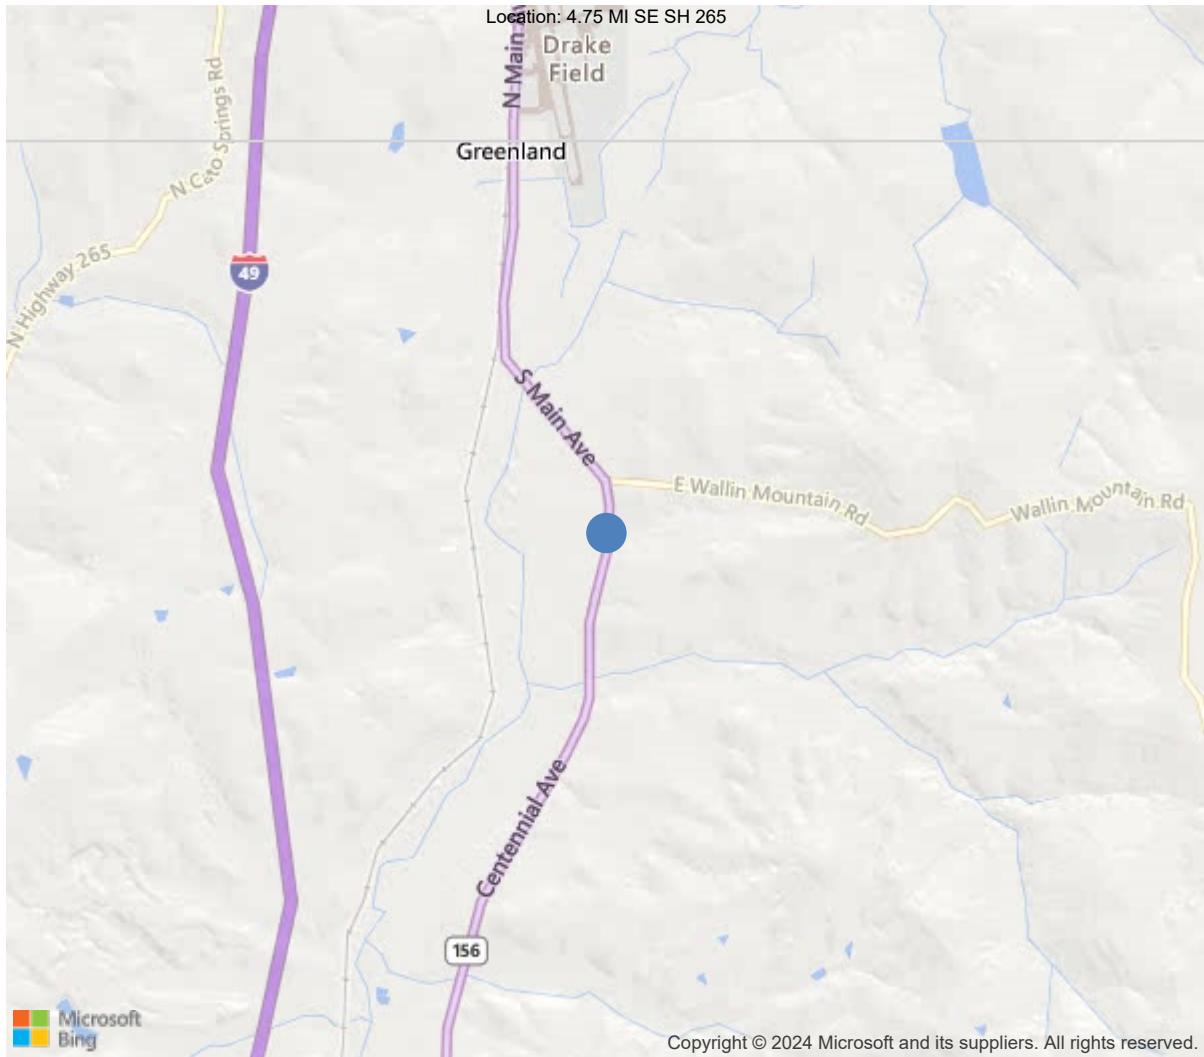 Location: 4.75 MI SE SH 265
N Main Av
Drake
Field
N Cato Springs Rd
Greenland
N Highway 265
49
S Main Ave
E Wallin Mountain Rd
Wallin Mountain Rd
Centennial Ave
156
Microsoft
Bing
Copyright © 2024 Microsoft and its suppliers. All rights reserved.